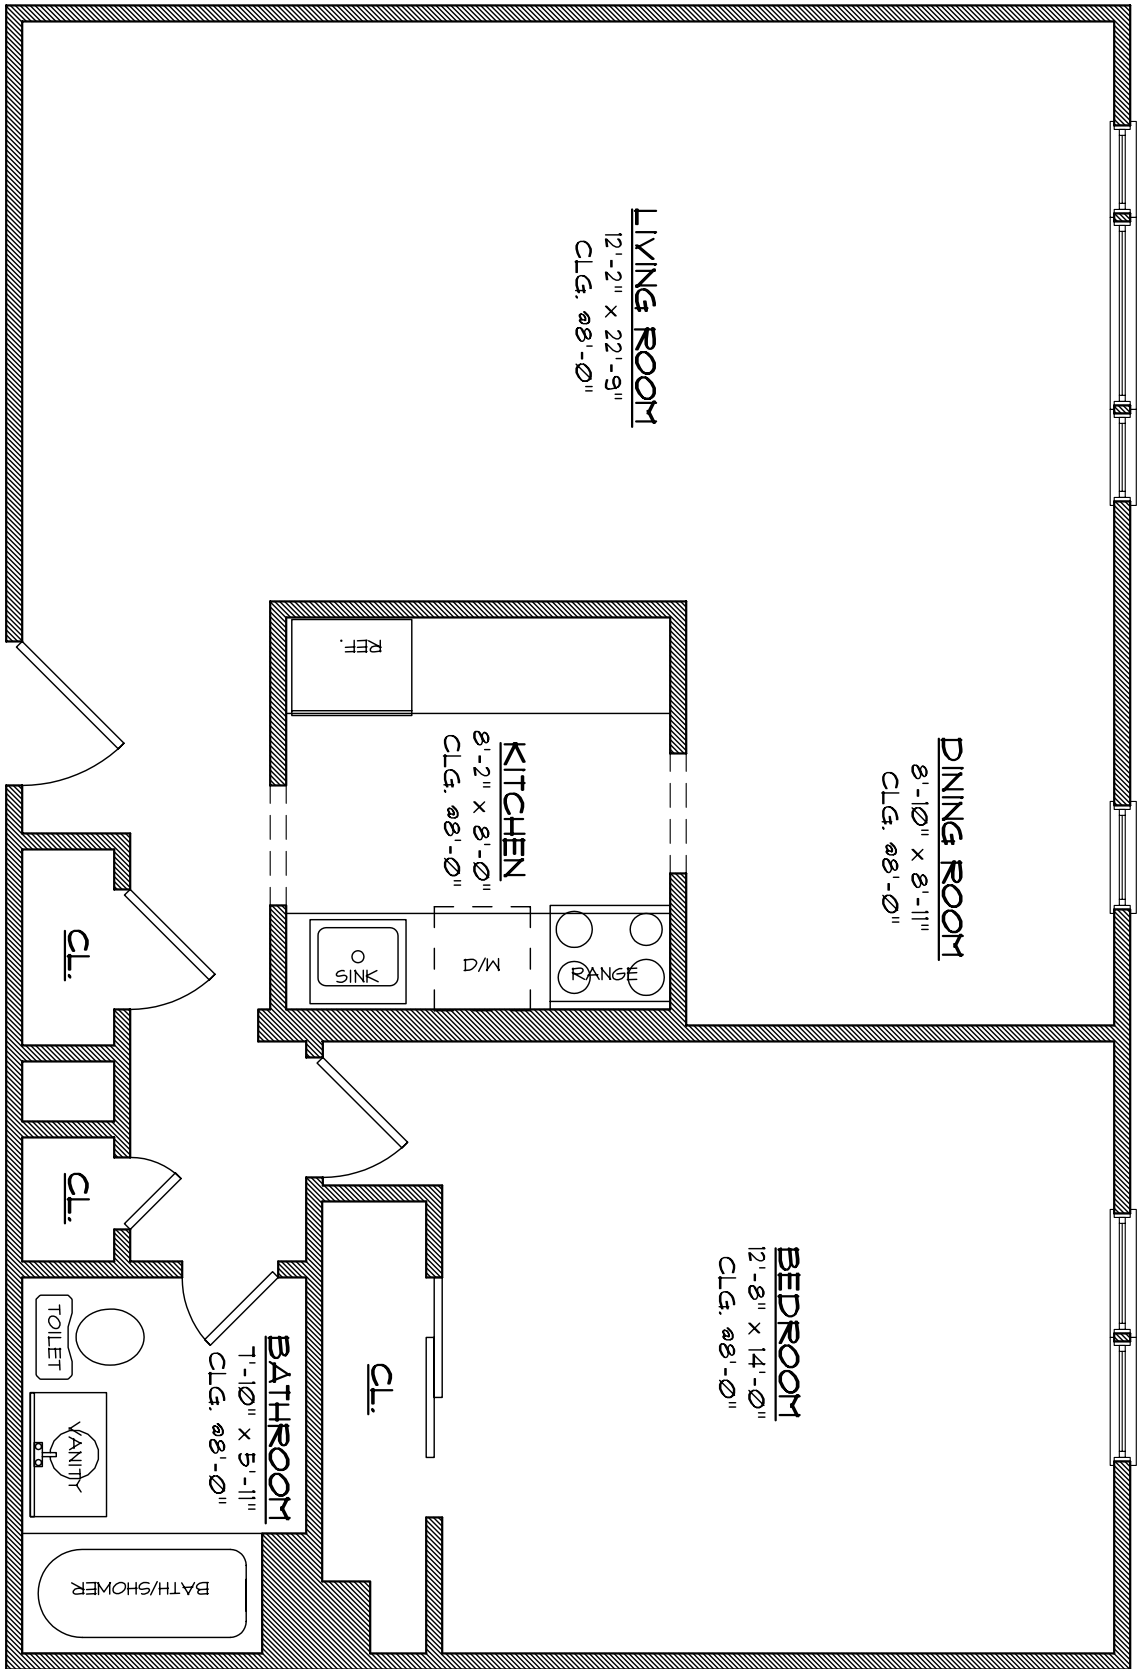 LIVING ROOM
12'-2" x 22'-9"
CLG. @8'-0"
DINING ROOM
8'-10" x 8'-11"
CLG. @8'-0"
REF.
KITCHEN
8'-2" x 8'-0"
CLG. @8'-0"
SINK
D/W
RANGE
CL.
CL.
BEDROOM
12'-8" x 14'-0"
CLG. @8'-0"
CL.
BATHROOM
7'-10" x 5'-11"
CLG. @8'-0"
TOILET
VANITY
BATH/SHOWER